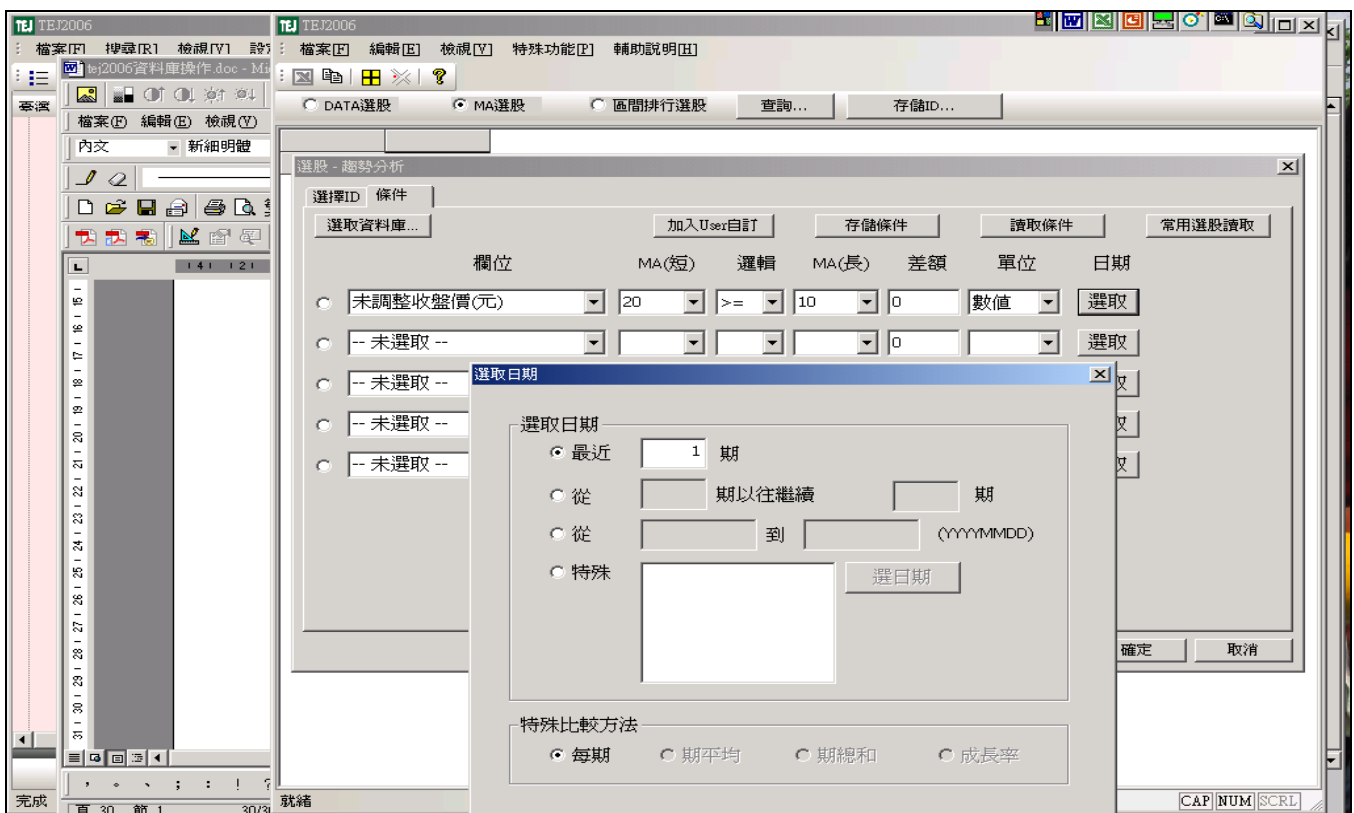 TEJ2006
TEJ2006
檔案[F] 搜尋[R] 檢視[V]
檔案[F] 編輯[E] 檢視[V] 特殊功能[P] 輔助說明[H]
tej2006資料庫操作.doc - Mi
DATA選股 MA選股 區間排行選股 查詢... 存儲ID...
檔案(F) 編輯(E) 檢視(V)
內文 新細明體
選股 - 趨勢分析
選擇ID 條件
選取資料庫... 加入User自訂 存儲條件 讀取條件 常用選股讀取
欄位 MA(短) 選輯 MA(長) 差額 單位 日期
未調整收盤價(元) 20 >= 10 0 數值 選取
-- 未選取 -- 0 選取
-- 未選取 --
-- 未選取 --
-- 未選取 --
選取日期
選取日期
最近 1 期
從 期以往繼續 期
從 到 (YYYYMMDD)
特殊 選日期
確定 取消
特殊比較方法
每期 期平均 期總和 成長率
完成
頁 30 節 1
就緒
CAP NUM SCRL